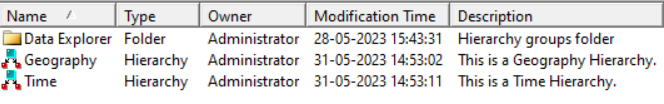 Name Type Owner Modification Time Description
Data Explorer Folder Administrator 28-05-2023 15:43:31 Hierarchy groups folder
Geography Hierarchy Administrator 31-05-2023 14:53:02 This is a Geography Hierarchy.
Time Hierarchy Administrator 31-05-2023 14:53:11 This is a Time Hierarchy.